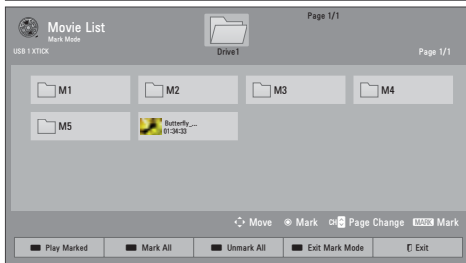 Movie List
Mark Mode
USB 1 XTICK
Drive1
Page 1/1
Page 1/1
M1
M2
M3
M4
M5
Butterfly_...
01:34:33
Move
Mark
CH Page Change
MARK Mark
Play Marked
Mark All
Unmark All
Exit Mark Mode
Exit